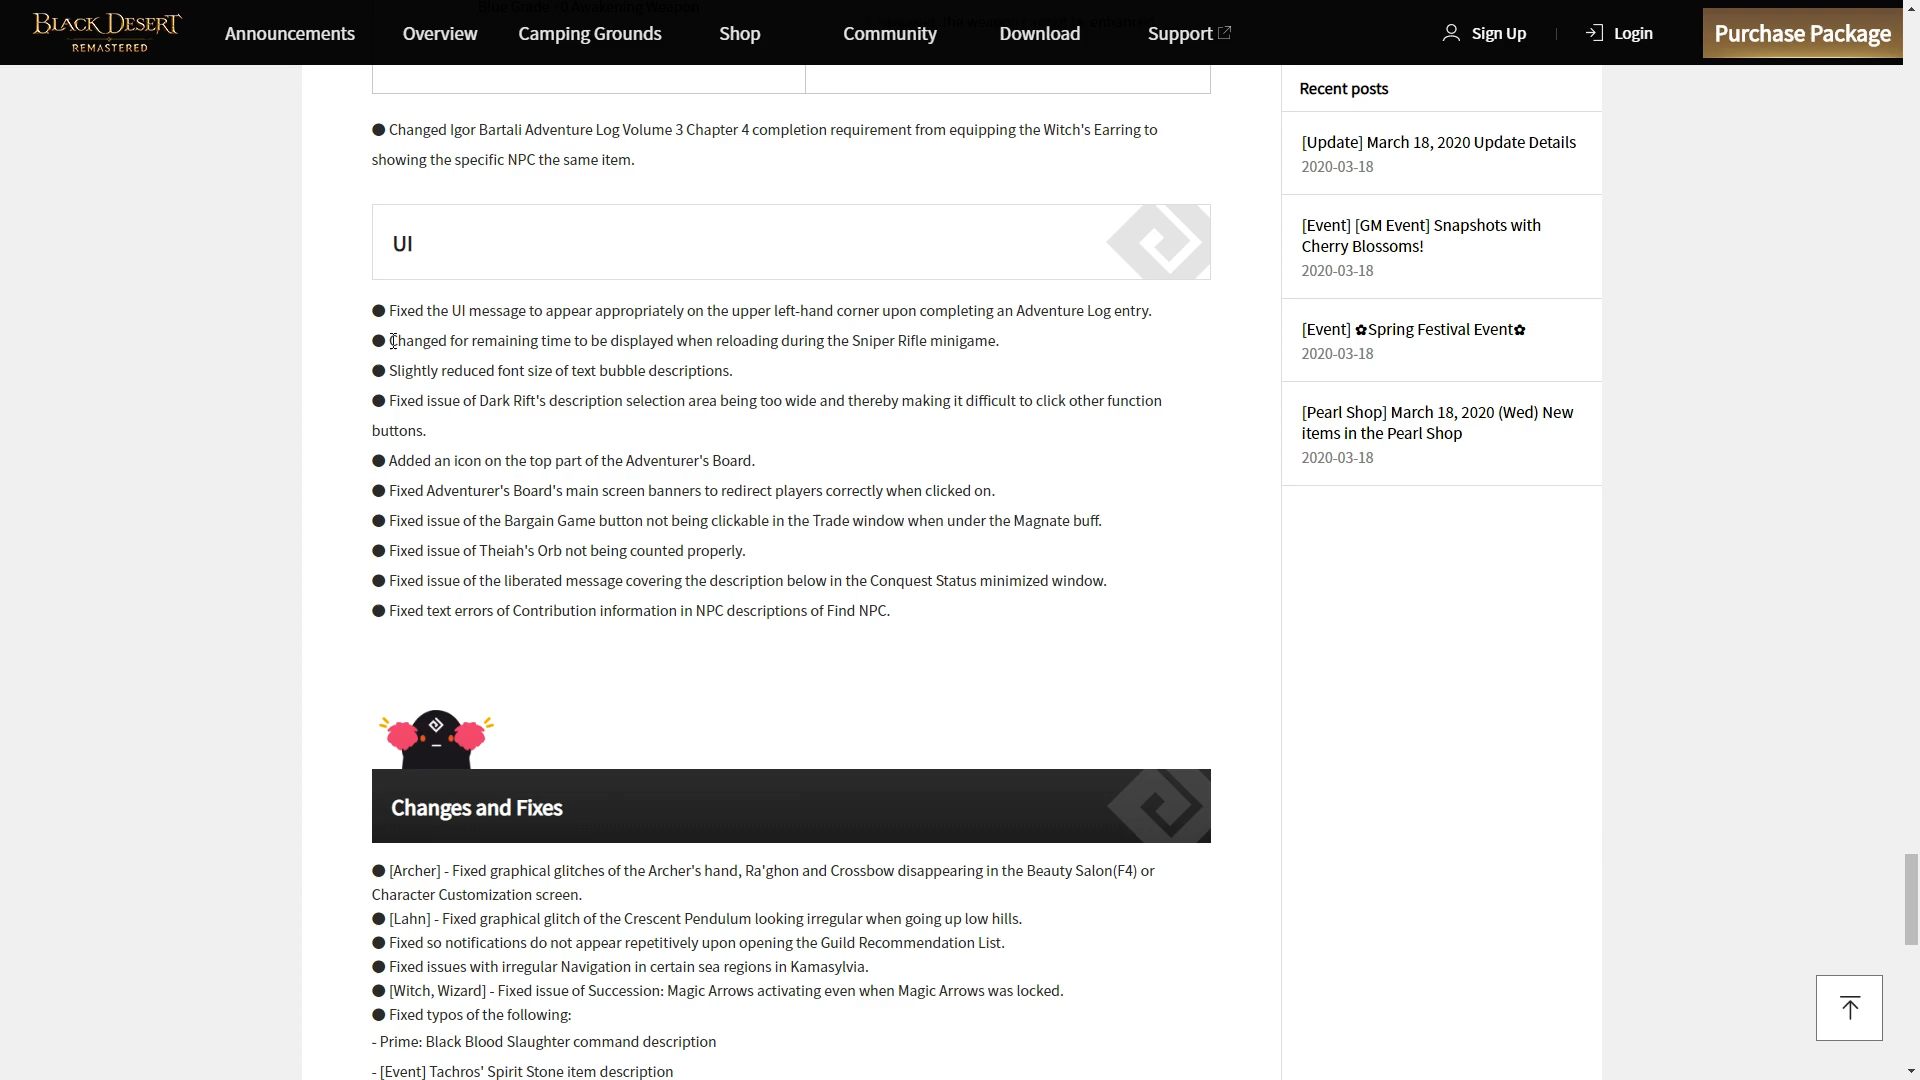 BLACK DESERT
REMASTERED
Announcements
Overview
Camping Grounds
Shop
Community
Download
Support
Sign Up
Login
Purchase Package
● Changed Igor Bartali Adventure Log Volume 3 Chapter 4 completion requirement from equipping the Witch's Earring to
showing the specific NPC the same item.
UI
● Fixed the UI message to appear appropriately on the upper left-hand corner upon completing an Adventure Log entry.
● Changed for remaining time to be displayed when reloading during the Sniper Rifle minigame.
● Slightly reduced font size of text bubble descriptions.
● Fixed issue of Dark Rift's description selection area being too wide and thereby making it difficult to click other function
buttons.
● Added an icon on the top part of the Adventurer's Board.
● Fixed Adventurer's Board's main screen banners to redirect players correctly when clicked on.
● Fixed issue of the Bargain Game button not being clickable in the Trade window when under the Magnate buff.
● Fixed issue of Theiah's Orb not being counted properly.
● Fixed issue of the liberated message covering the description below in the Conquest Status minimized window.
● Fixed text errors of Contribution information in NPC descriptions of Find NPC.
Changes and Fixes
● [Archer] - Fixed graphical glitches of the Archer's hand, Ra'ghon and Crossbow disappearing in the Beauty Salon(F4) or
Character Customization screen.
● [Lahn] - Fixed graphical glitch of the Crescent Pendulum looking irregular when going up low hills.
● Fixed so notifications do not appear repetitively upon opening the Guild Recommendation List.
● Fixed issues with irregular Navigation in certain sea regions in Kamasylvia.
● [Witch, Wizard] - Fixed issue of Succession: Magic Arrows activating even when Magic Arrows was locked.
● Fixed typos of the following:
- Prime: Black Blood Slaughter command description
- [Event] Tachros' Spirit Stone item description
Recent posts
[Update] March 18, 2020 Update Details
2020-03-18
[Event] [GM Event] Snapshots with
Cherry Blossoms!
2020-03-18
[Event] ✿Spring Festival Event✿
2020-03-18
[Pearl Shop] March 18, 2020 (Wed) New
items in the Pearl Shop
2020-03-18